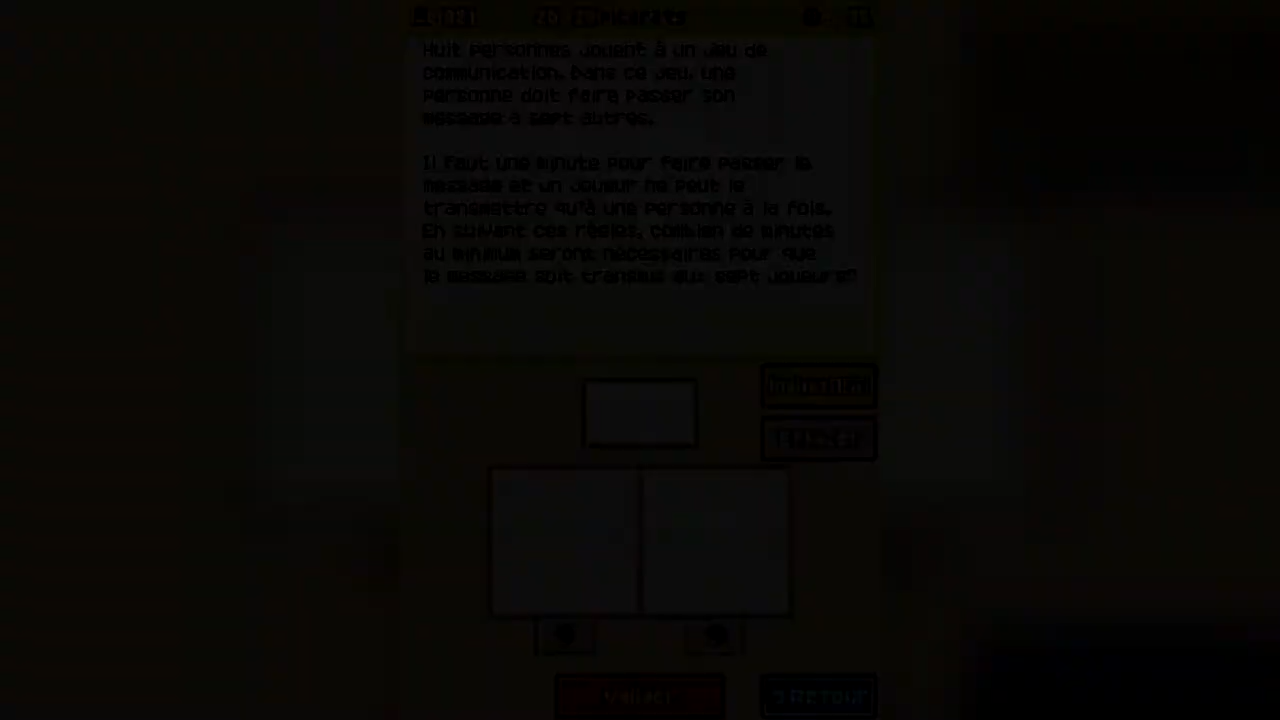 Huit personnes jouent à un jeu de
communication. Dans ce jeu, une
personne doit faire passer son
message à sept autres.
Il faut une minute pour faire passer le
message et un joueur ne peut le
transmettre qu'à une personne à la fois.
En suivant ces règles, combien de minutes
au minimum seront nécessaires pour que
le message soit transmis aux sept joueurs?
Retour